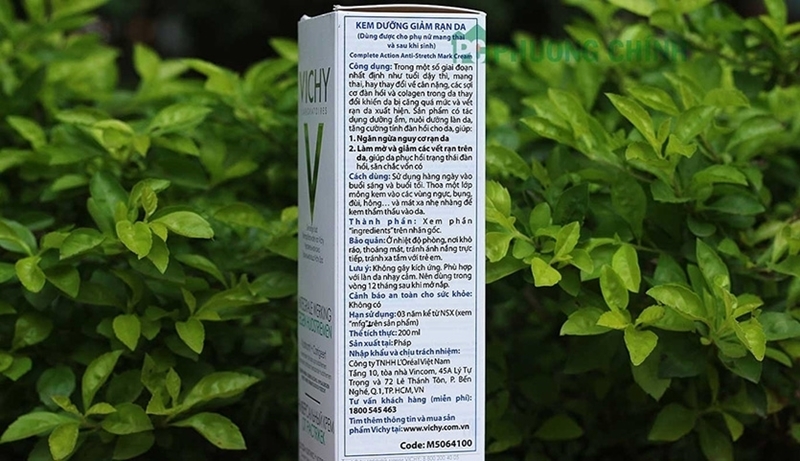 KEM DƯỠNG GIẢM RẠN DA
(Dùng được cho phụ nữ mang thai
và sau khi sinh)
Complete Action Anti-Stretch Mark Cream
Công dụng: Trong một số giai đoạn
nhất định như tuổi dậy thì, mang
thai, hay thay đổi về cân nặng, các sợi
cơ đàn hồi và colagen trong da thay
đổi khiến da bị căng quá mức và vết
rạn da xuất hiện. Sản phẩm có tác
dụng dưỡng ẩm, nuôi dưỡng làn da,
tăng cường tính đàn hồi cho da, giúp:
1. Ngăn ngừa nguy cơ rạn da
2. Làm mờ và giảm các vết rạn trên
da, giúp da phục hồi trạng thái đàn
hồi, săn chắc vốn có
Cách dùng: Sử dụng hàng ngày vào
buổi sáng và buổi tối. Thoa một lớp
mỏng kem vào các vùng ngực, bụng,
đùi, hông... và mát xa nhẹ nhàng để
kem thẩm thấu vào da.
Thành phần: Xem phần
"ingredients" trên nhãn gốc.
Bảo quản: Ở nhiệt độ phòng, nơi khô
ráo, thoáng mát, tránh ánh nắng trực
tiếp, tránh xa tầm với trẻ em.
Lưu ý: Không gây kích ứng. Phù hợp
với làn da nhạy cảm. Nên dùng trong
vòng 12 tháng sau khi mở nắp.
Cảnh báo an toàn cho sức khỏe:
Không có
Hạn sử dụng: 03 năm kể từ NSX (xem
"mfg" trên sản phẩm)
Thể tích thực: 200 ml
Sản xuất tại: Pháp
Nhập khẩu và chịu trách nhiệm:
Công ty TNHH L'Oréal Việt Nam
Tầng 10, tòa nhà Vincom, 45A Lý Tự
Trọng và 72 Lê Thánh Tôn, P. Bến
Nghé, Q.1, TP.HCM, VN
Tư vấn khách hàng (miễn phí):
1800 545 463
Tìm thêm thông tin và mua sản
phẩm Vichy tại: www.vichy.com.vn
Code: M5064100
VICHY
LABORATOIRES
V
INTEGRALE WERKING
PHƯƠNG CHINH